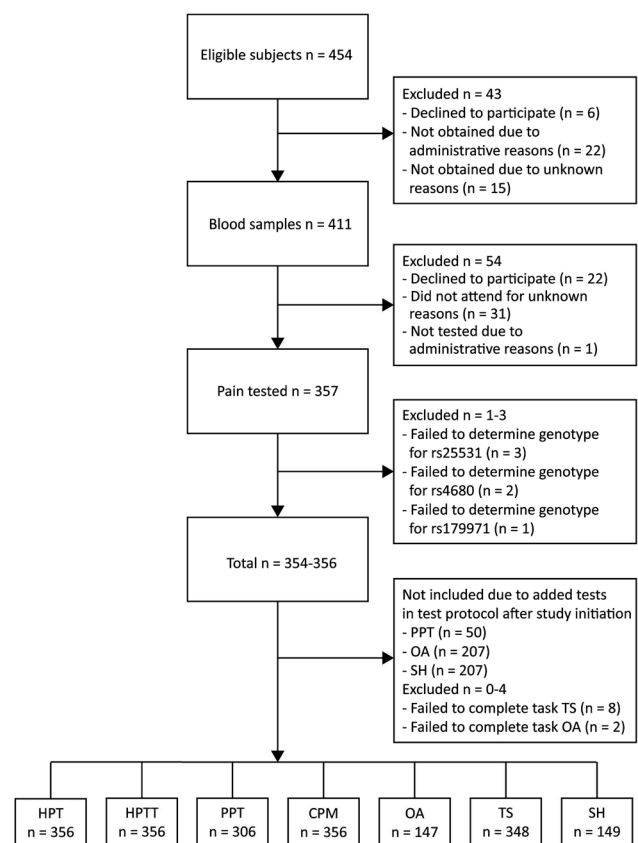 Eligible subjects n = 454
Excluded n = 43
- Declined to participate (n = 6)
- Not obtained due to
administrative reasons (n = 22)
- Not obtained due to unknown
reasons (n = 15)
Blood samples n = 411
Excluded n = 54
- Declined to participate (n = 22)
- Did not attend for unknown
reasons (n = 31)
- Not tested due to
administrative reasons (n = 1)
Pain tested n = 357
Excluded n = 1-3
- Failed to determine genotype
for rs25531 (n = 3)
- Failed to determine genotype
for rs4680 (n = 2)
- Failed to determine genotype
for rs179971 (n = 1)
Total n = 354-356
Not included due to added tests
in test protocol after study initiation
- PPT (n = 50)
- OA (n = 207)
- SH (n = 207)
Excluded n = 0-4
- Failed to complete task TS (n = 8)
- Failed to complete task OA (n = 2)
HPT
n = 356
HPTT
n = 356
PPT
n = 306
CPM
n = 356
OA
n = 147
TS
n = 348
SH
n = 149